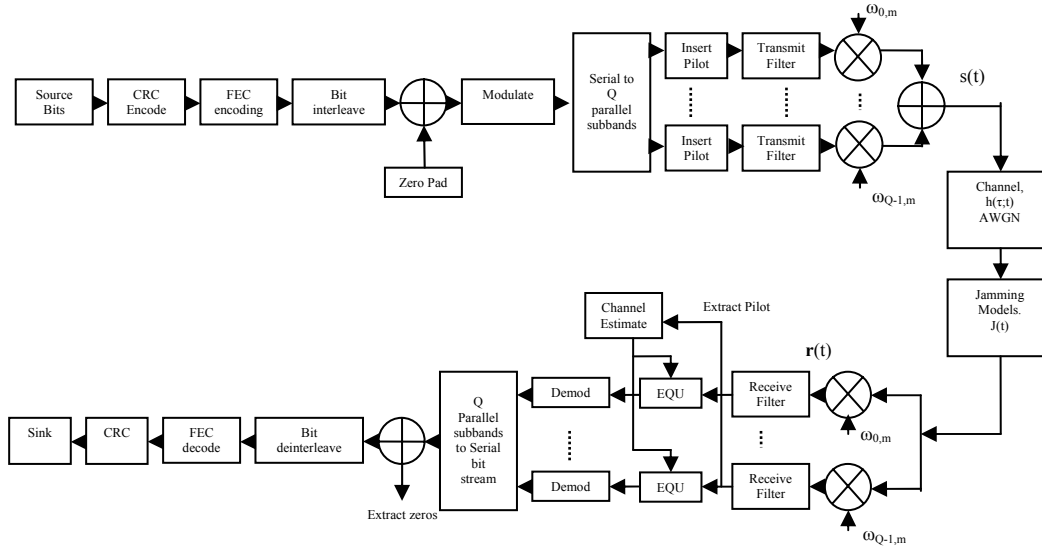 Source
Bits
CRC
Encode
FEC
encoding
Bit
interleave
Zero Pad
Modulate
Serial to
Q
parallel
subbands
Insert
Pilot
Transmit
Filter
ω0,m
Insert
Pilot
Transmit
Filter
ωQ-1,m
s(t)
Channel,
h(τ;t)
AWGN
Jamming
Models.
J(t)
Channel
Estimate
Extract Pilot
r(t)
Sink
CRC
FEC
decode
Bit
deinterleave
Extract zeros
Q
Parallel
subbands
to Serial
bit
stream
Demod
EQU
Receive
Filter
ω0,m
Demod
EQU
Receive
Filter
ωQ-1,m